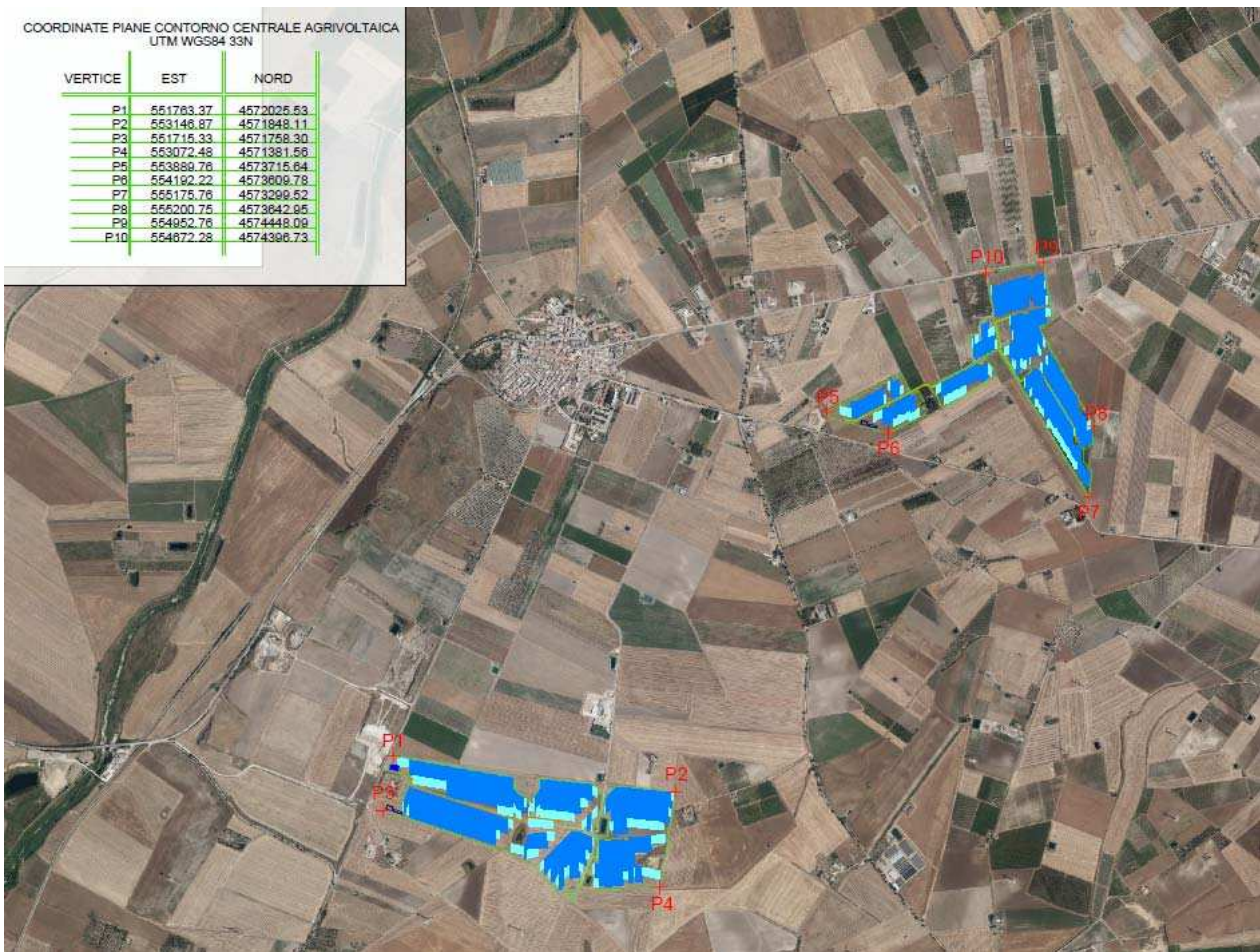 COORDINATE PIANE CONTORNO CENTRALE AGRIVOLTAICA
UTM WGS84 33N
VERTICE EST NORD
P1 551763.37 4572025.53
P2 553146.87 4571848.11
P3 551715.33 4571758.30
P4 553072.48 4571381.56
P5 553889.76 4573715.64
P6 554192.22 4573609.78
P7 555175.76 4573299.52
P8 555200.75 4573642.95
P9 554952.76 4574448.09
P10 554672.28 4574396.73
P10 P9
P5
P8
P6
P7
P1
P2
P3
P4